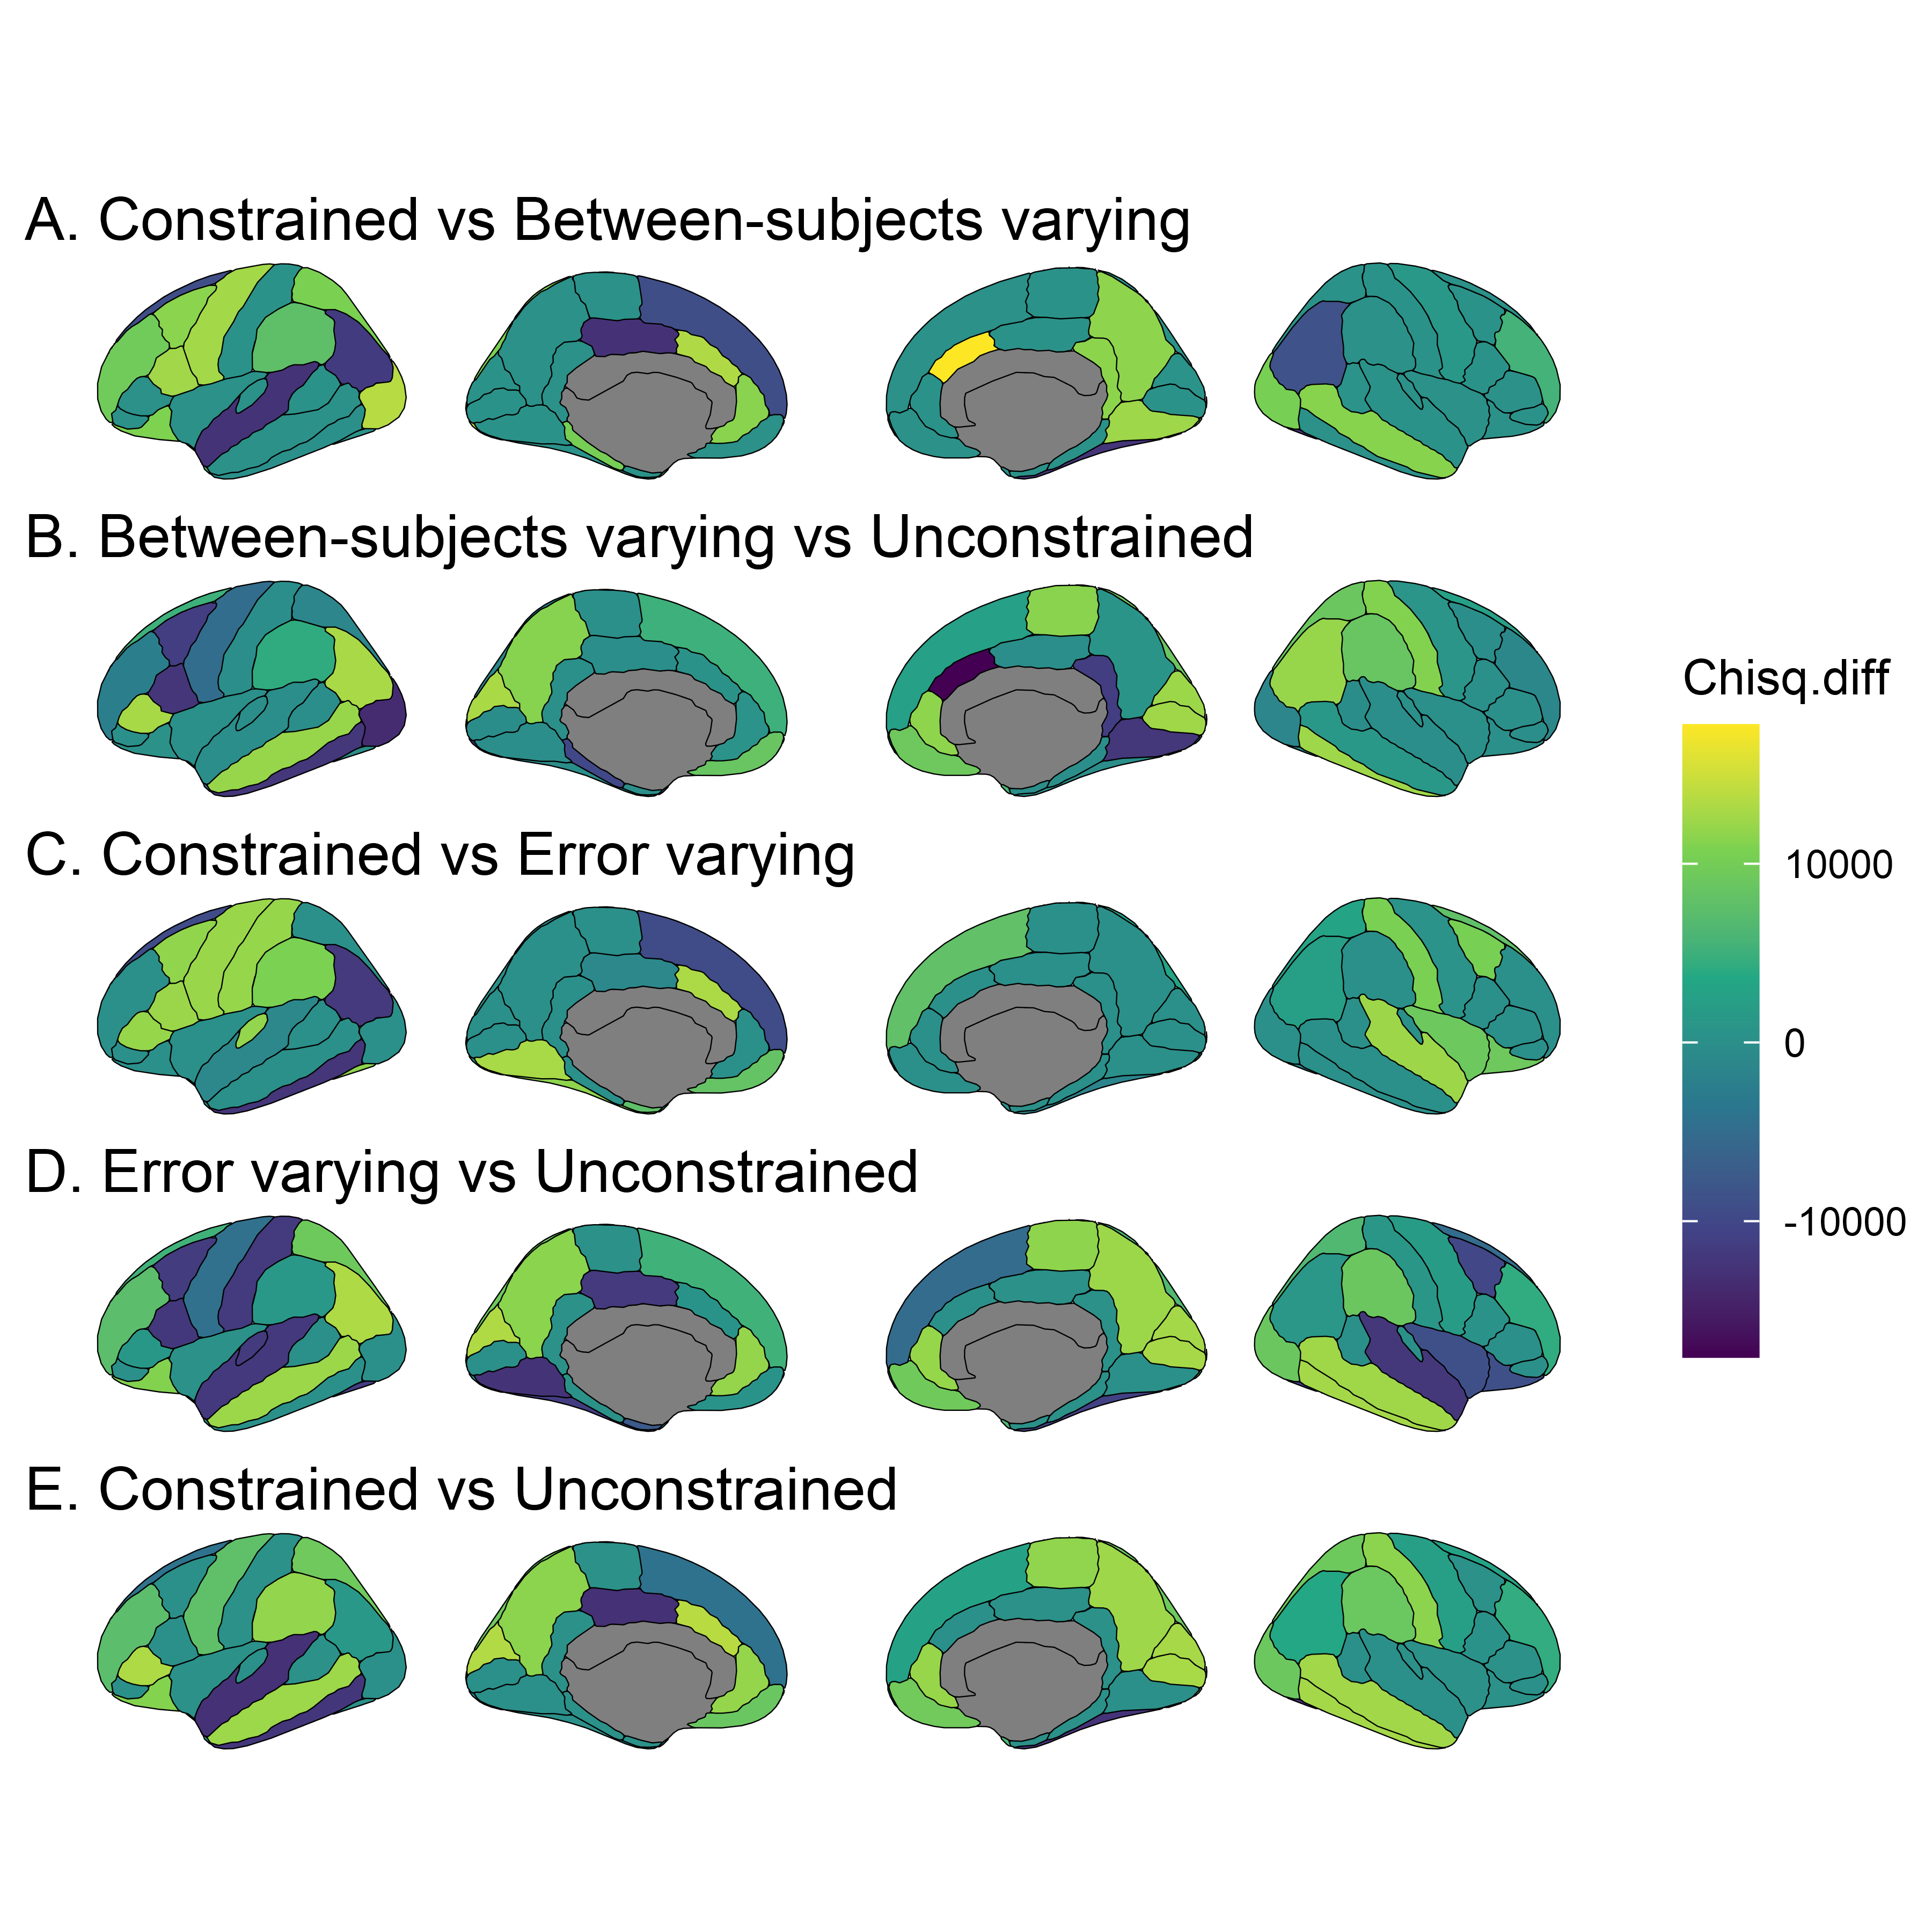 A. Constrained vs Between-subjects varying
B. Between-subjects varying vs Unconstrained
C. Constrained vs Error varying
D. Error varying vs Unconstrained
E. Constrained vs Unconstrained
Chisq.diff
10000
0
-10000